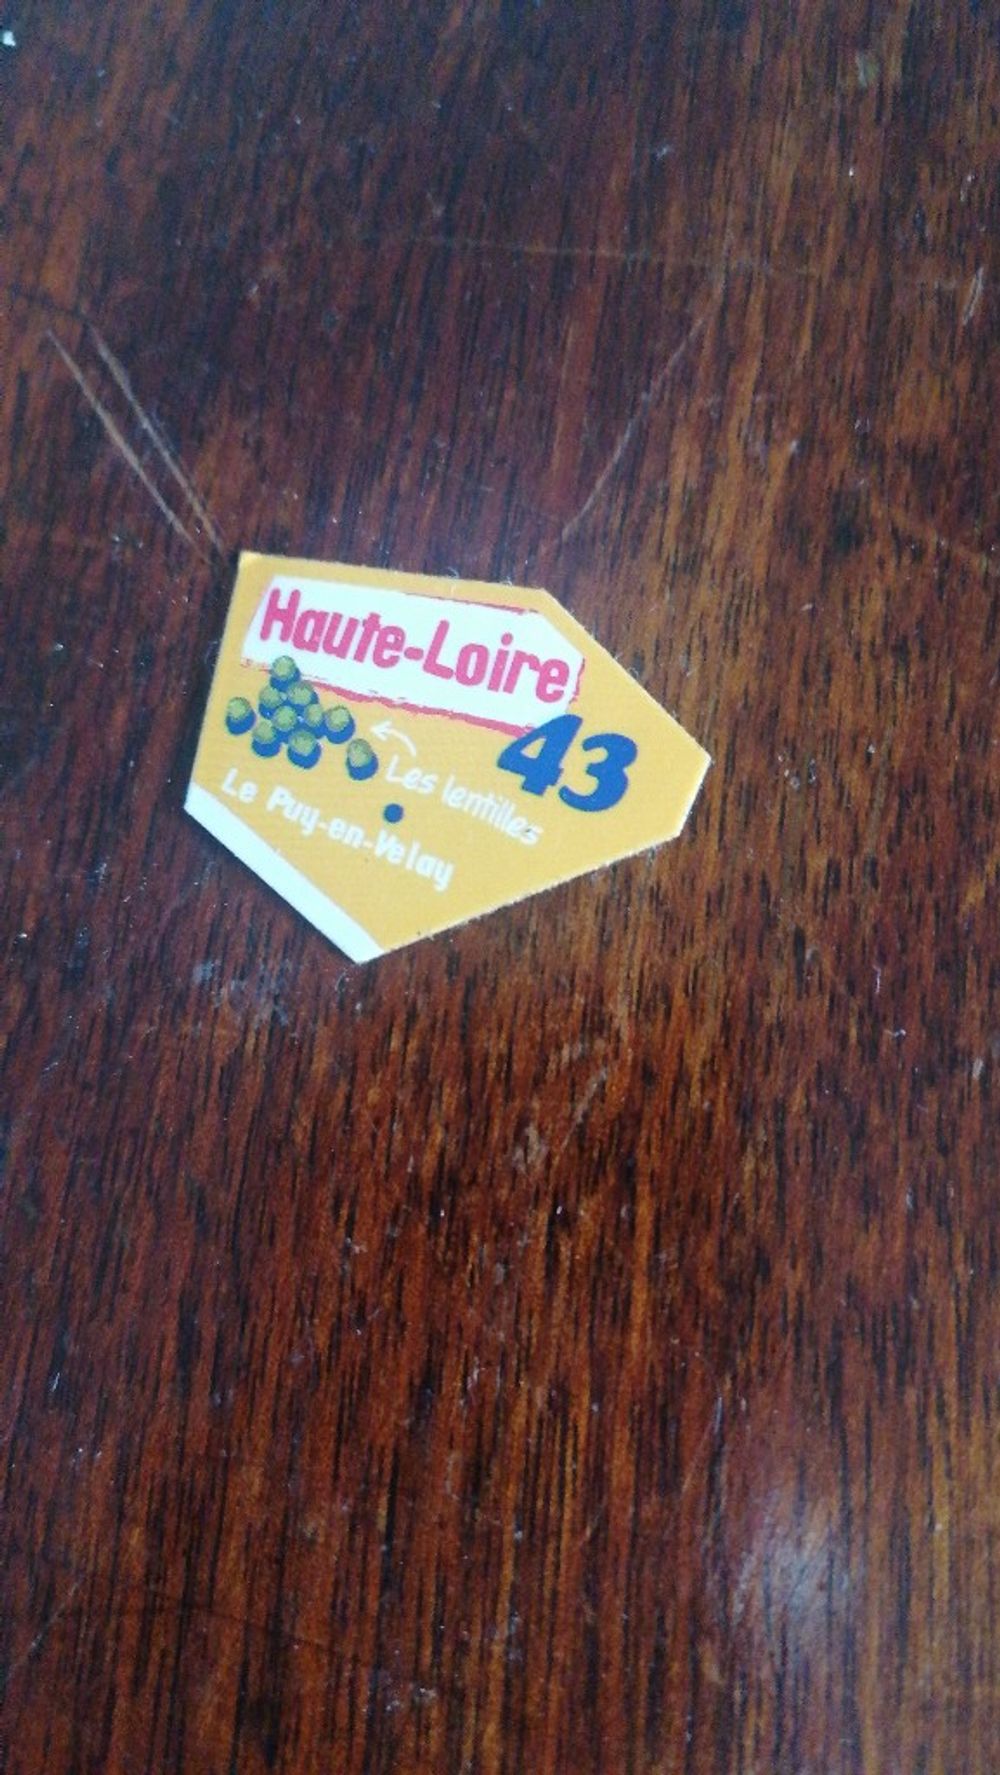 Haute-Loire
43
Les lentilles
Le Puy-en-Velay